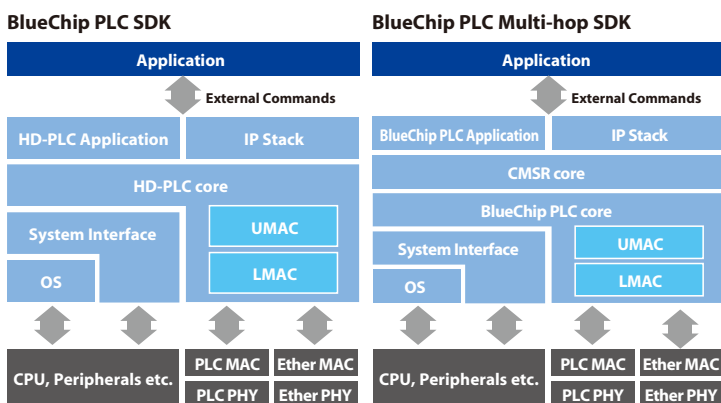 BlueChip PLC SDK
Application
External Commands
HD-PLC Application
IP Stack
HD-PLC core
System Interface
UMAC
OS
LMAC
CPU, Peripherals etc.
PLC MAC
Ether MAC
PLC PHY
Ether PHY
BlueChip PLC Multi-hop SDK
Application
External Commands
BlueChip PLC Application
IP Stack
CMSR core
BlueChip PLC core
System Interface
UMAC
OS
LMAC
CPU, Peripherals etc.
PLC MAC
Ether MAC
PLC PHY
Ether PHY